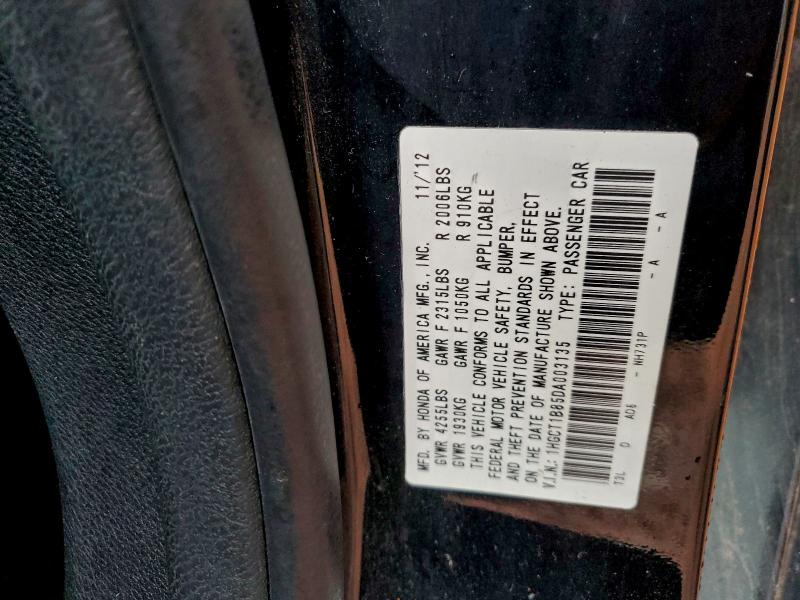 MFD. BY HONDA OF AMERICA MFG., INC. 11/'12
GVWR 4255LBS GAWR F 2315LBS R 2006LBS
GVWR 1930KG GAWR F 1050KG R 910KG
THIS VEHICLE CONFORMS TO ALL APPLICABLE
FEDERAL MOTOR VEHICLE SAFETY, BUMPER,
AND THEFT PREVENTION STANDARDS IN EFFECT
ON THE DATE OF MANUFACTURE SHOWN ABOVE.
V.I.N.: 1HGCT1B85DA003135 TYPE: PASSENGER CAR
T3L D AO6 - NH731P - A - A